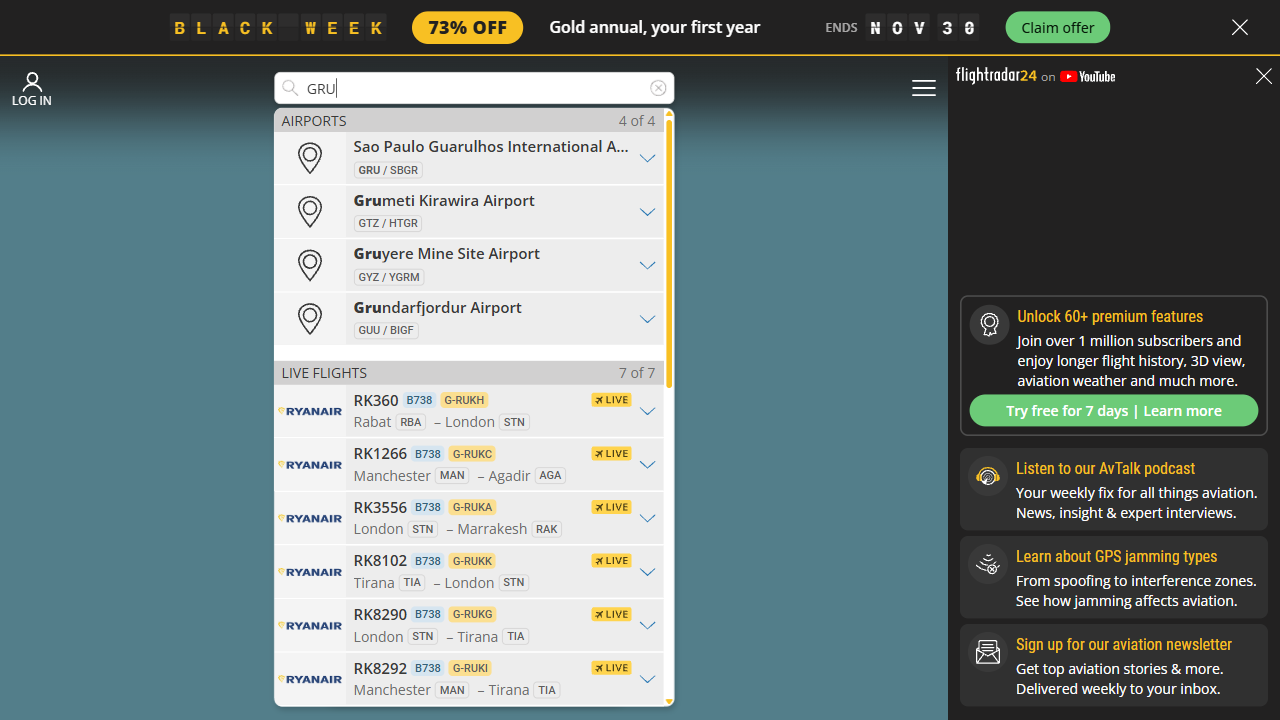 BLACK WEEK 73% OFF Gold annual, your first year ENDS NOV 30 Claim offer
LOG IN
GRU
AIRPORTS 4 of 4
Sao Paulo Guarulhos International A...
GRU / SBGR
Grumeti Kirawira Airport
GTZ / HTGR
Gruyere Mine Site Airport
GYZ / YGRM
Grundarfjordur Airport
GUU / BIGF
LIVE FLIGHTS 7 of 7
RYANAIR RK360 B738 G-RUKH LIVE
Rabat RBA – London STN
RYANAIR RK1266 B738 G-RUKC LIVE
Manchester MAN – Agadir AGA
RYANAIR RK3556 B738 G-RUKA LIVE
London STN – Marrakesh RAK
RYANAIR RK8102 B738 G-RUKK LIVE
Tirana TIA – London STN
RYANAIR RK8290 B738 G-RUKG LIVE
London STN – Tirana TIA
RYANAIR RK8292 B738 G-RUKI LIVE
Manchester MAN – Tirana TIA
flightradar24 on YouTube
Unlock 60+ premium features
Join over 1 million subscribers and
enjoy longer flight history, 3D view,
aviation weather and much more.
Try free for 7 days | Learn more
Listen to our AvTalk podcast
Your weekly fix for all things aviation.
News, insight & expert interviews.
Learn about GPS jamming types
From spoofing to interference zones.
See how jamming affects aviation.
Sign up for our aviation newsletter
Get top aviation stories & more.
Delivered weekly to your inbox.